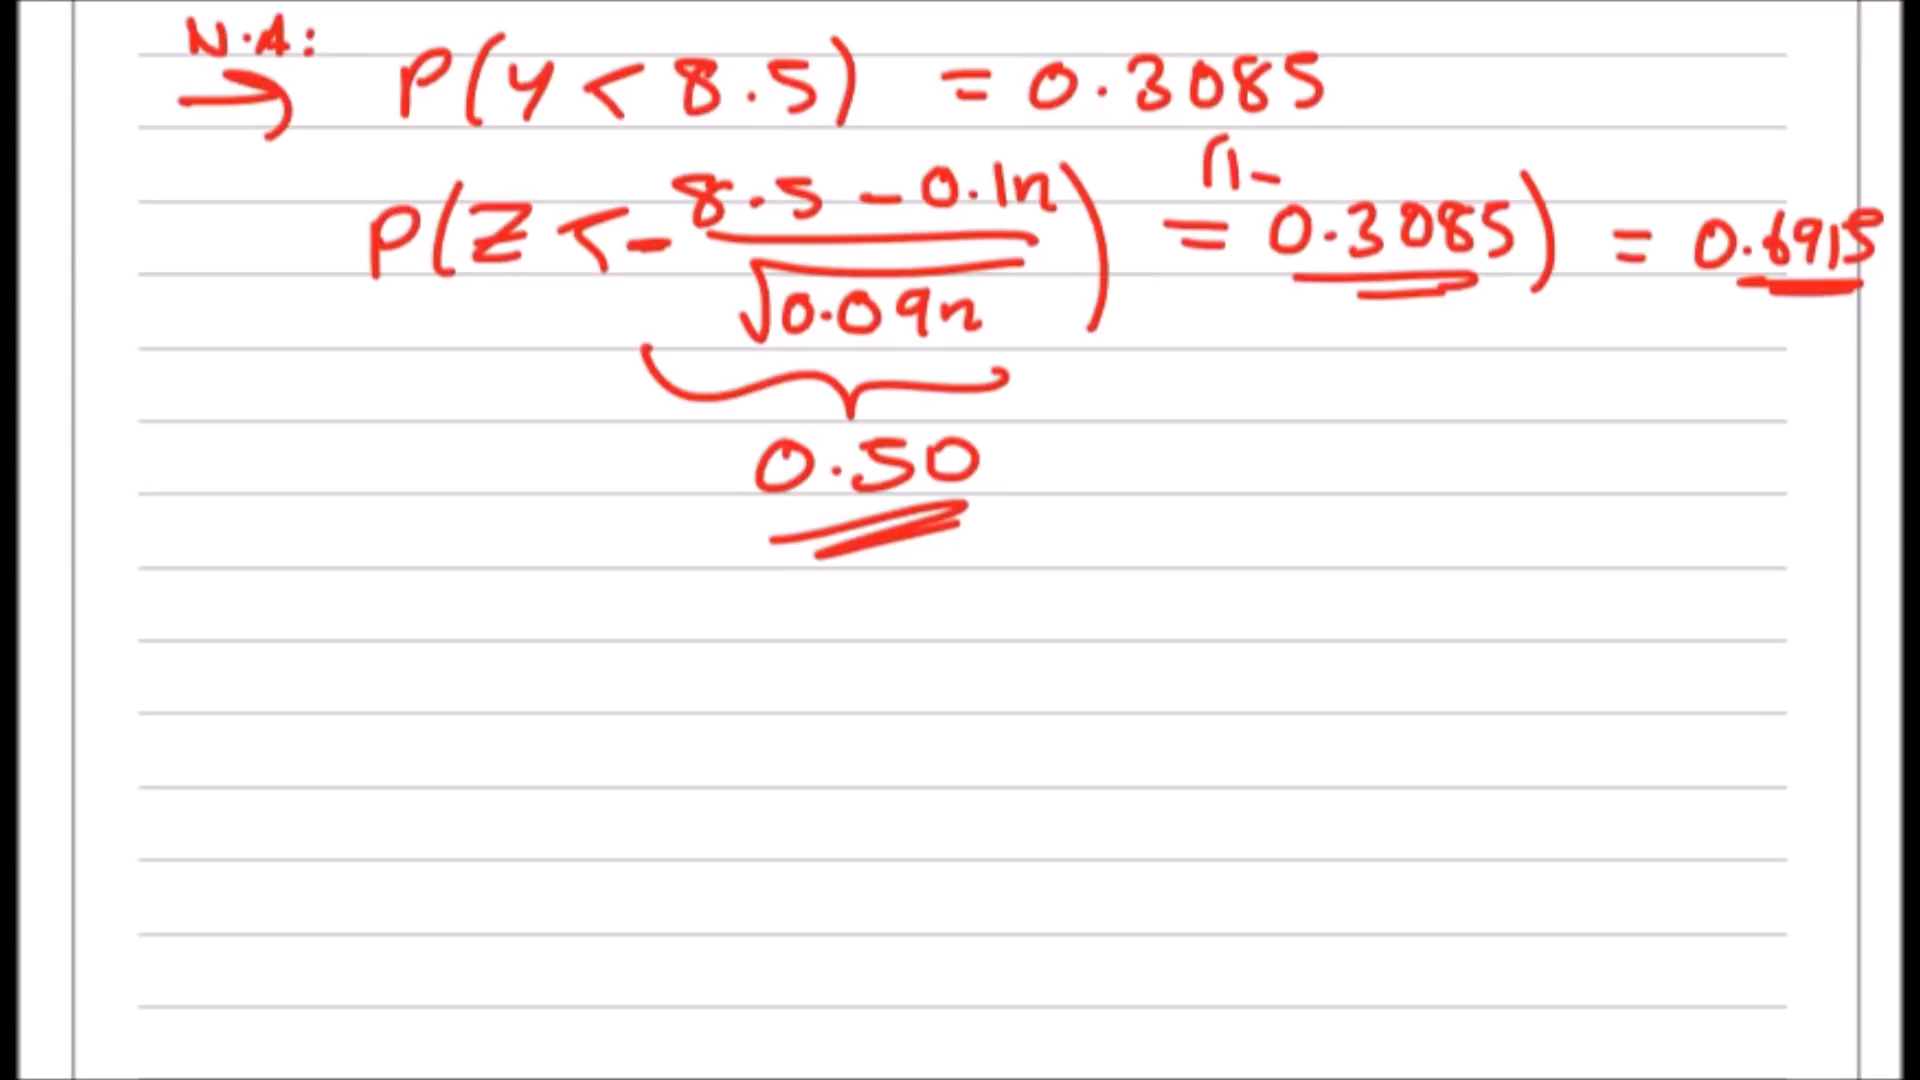 N.A:
→ P(Y < 8.5) = 0.3085
P(Z < - (8.5 - 0.1n)/√0.09n) = (1 - 0.3085) = 0.6915
0.50